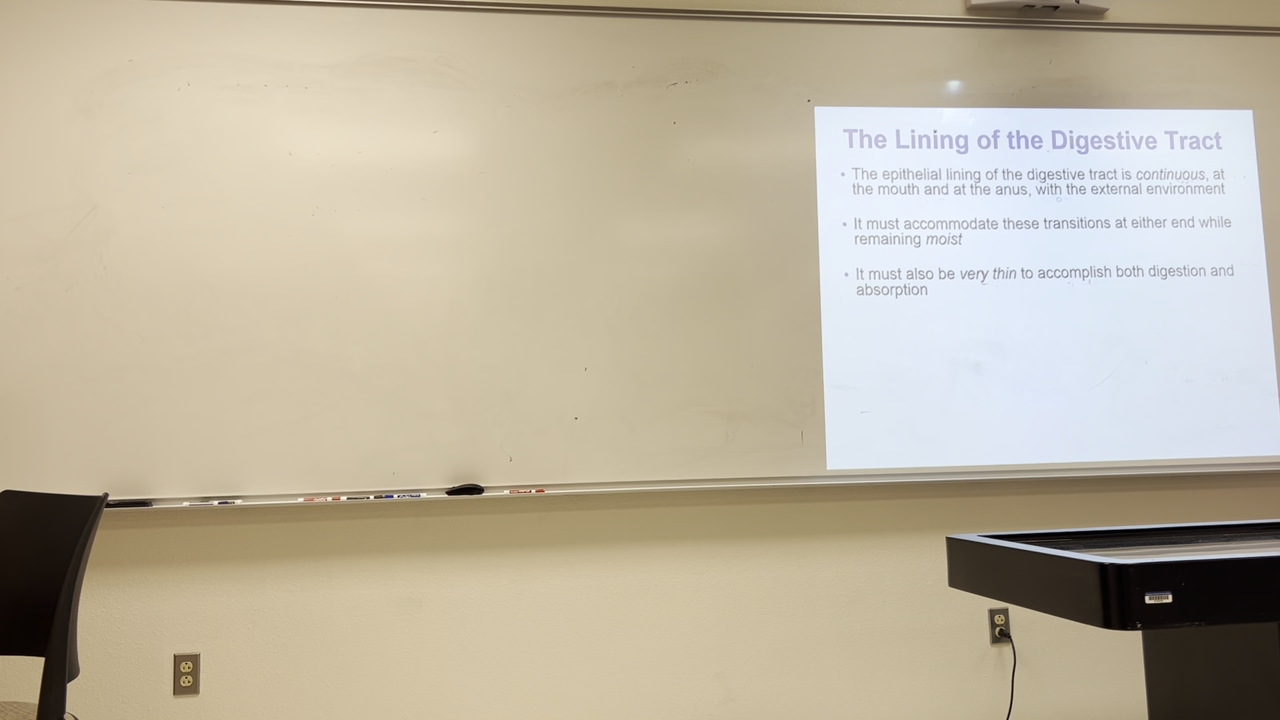 The Lining of the Digestive Tract
• The epithelial lining of the digestive tract is continuous, at
the mouth and at the anus, with the external environment
• It must accommodate these transitions at either end while
remaining moist
• It must also be very thin to accomplish both digestion and
absorption